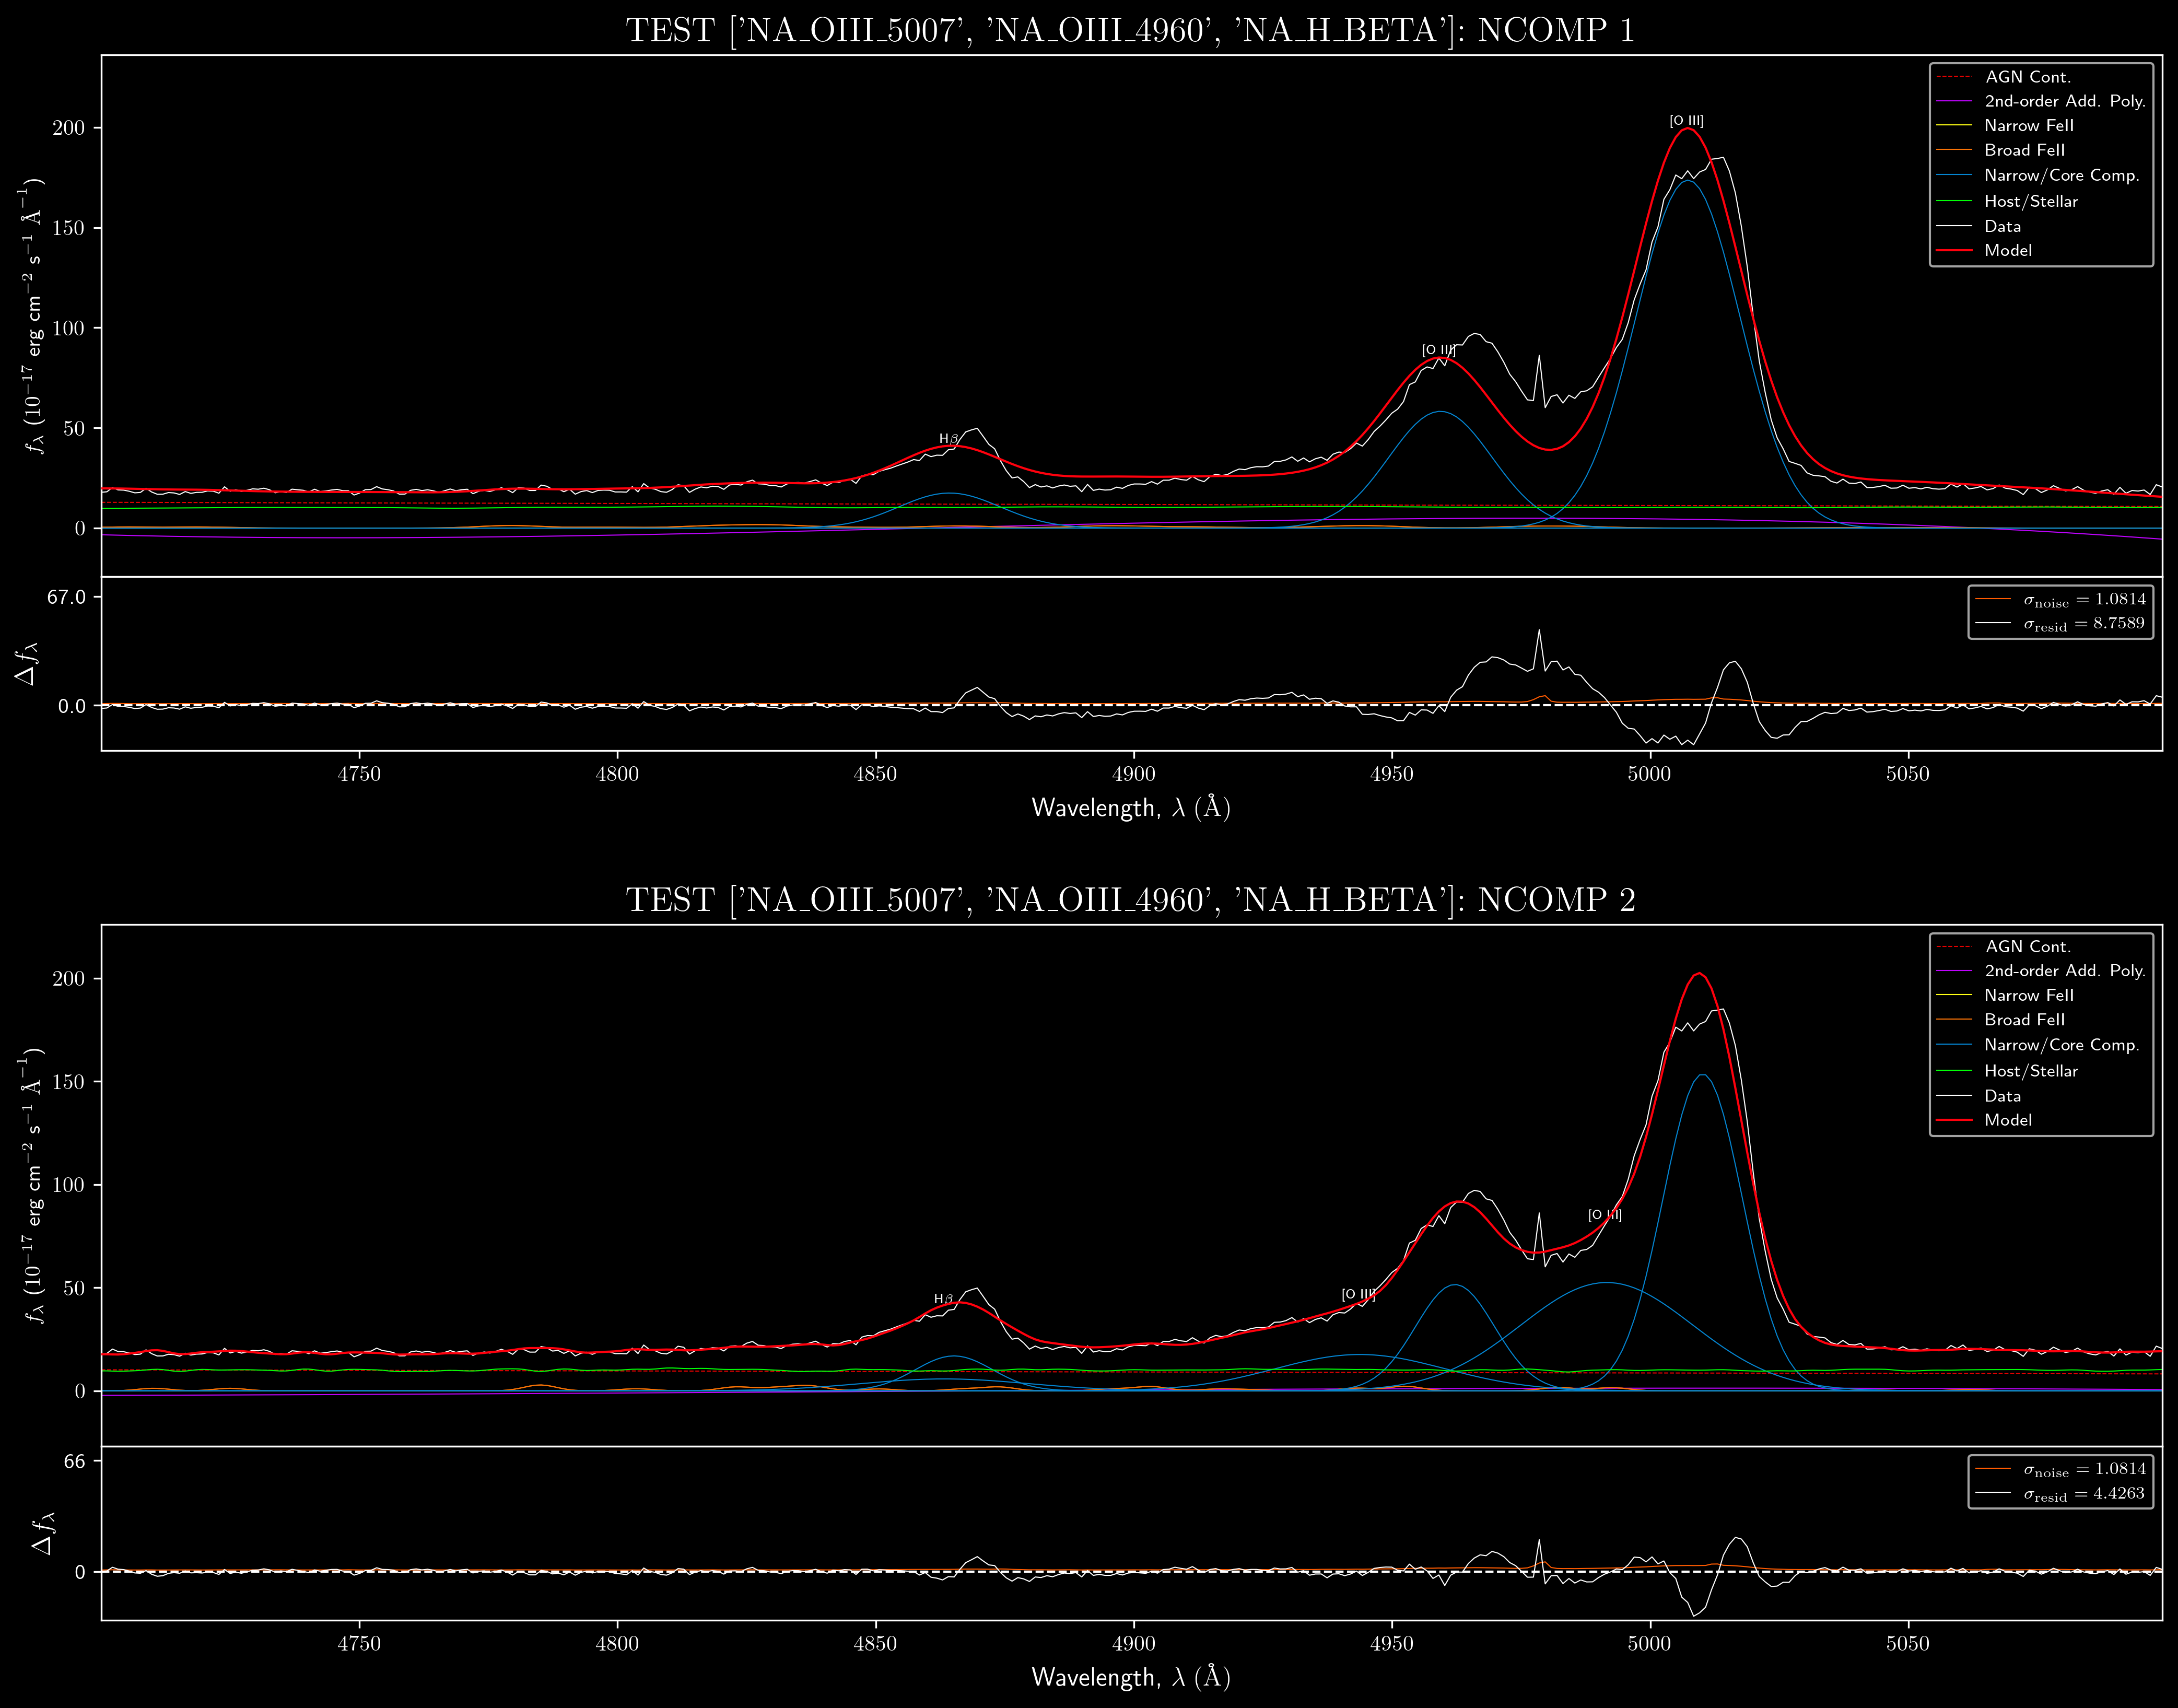 TEST ['NA_OIII_5007', 'NA_OIII_4960', 'NA_H_BETA']: NCOMP 1
fλ (10⁻¹⁷ erg cm⁻² s⁻¹ Å⁻¹)
200
150
100
50
0
Hβ
[O III]
[O III]
AGN Cont.
2nd-order Add. Poly.
Narrow FeII
Broad FeII
Narrow/Core Comp.
Host/Stellar
Data
Model
Δfλ
67.0
0.0
σnoise = 1.0814
σresid = 8.7589
4750 4800 4850 4900 4950 5000 5050
Wavelength, λ (Å)
TEST ['NA_OIII_5007', 'NA_OIII_4960', 'NA_H_BETA']: NCOMP 2
fλ (10⁻¹⁷ erg cm⁻² s⁻¹ Å⁻¹)
200
150
100
50
0
Hβ
[O III]
[O III]
AGN Cont.
2nd-order Add. Poly.
Narrow FeII
Broad FeII
Narrow/Core Comp.
Host/Stellar
Data
Model
Δfλ
66
0
σnoise = 1.0814
σresid = 4.4263
4750 4800 4850 4900 4950 5000 5050
Wavelength, λ (Å)